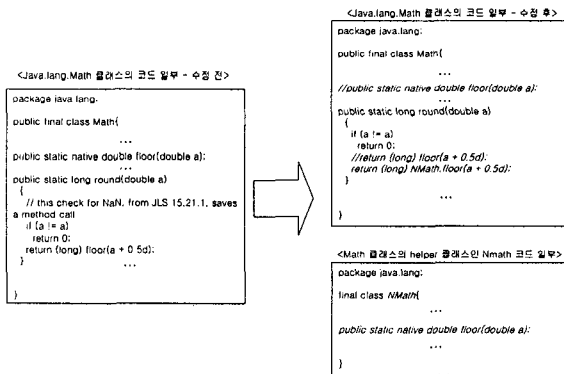 <Java.lang.Math 클래스의 코드 일부 - 수정 전>
package java.lang;
public final class Math{
...
public static native double floor(double a);
...
public static long round(double a)
{
// this check for NaN, from JLS 15.21.1, saves
a method call
if (a != a)
return 0;
return (long) floor(a + 0.5d);
}
...
}
<Java.lang.Math 클래스의 코드 일부 - 수정 후>
package java.lang;
public final class Math{
...
//public static native double floor(double a);
...
public static long round(double a)
{
if (a != a)
return 0;
//return (long) floor(a + 0.5d);
return (long) NMath.floor(a + 0.5d);
}
...
}
<Math 클래스의 helper 클래스인 Nmath 코드 일부>
package java.lang;
final class NMath{
...
public static native double floor(double a);
...
}